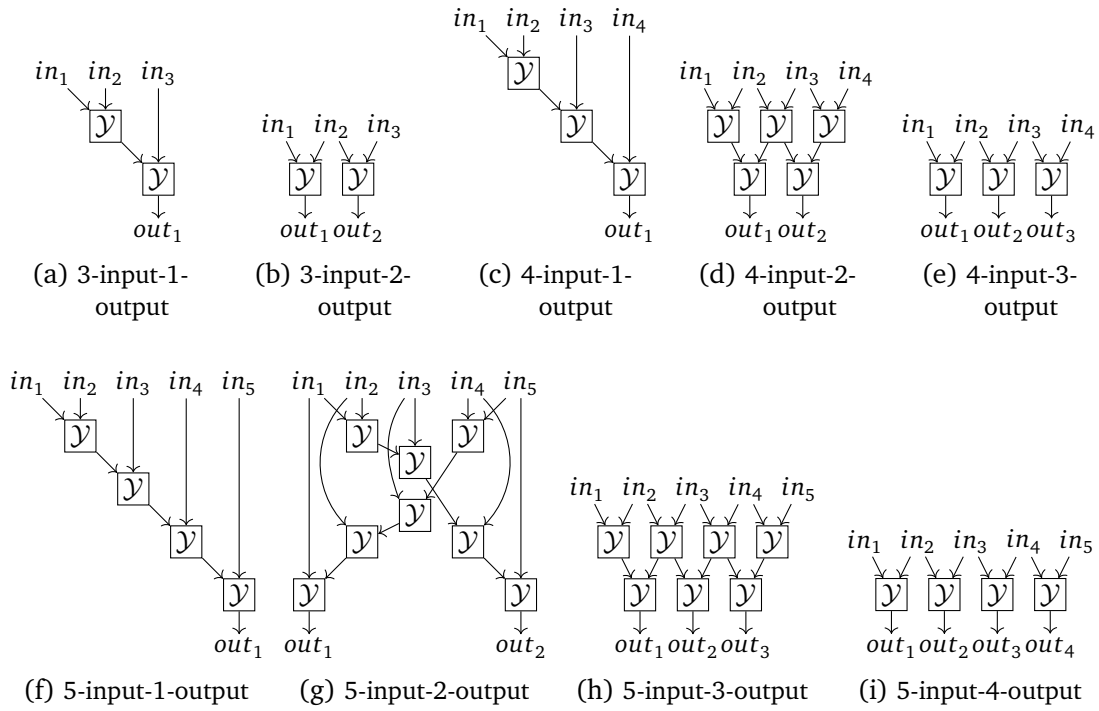 in₁ in₂ in₃ in₄
𝒴
in₁ in₂ in₃
𝒴
𝒴
out₁
(a) 3-input-1-
output
in₁ in₂ in₃
𝒴 𝒴
out₁ out₂
(b) 3-input-2-
output
𝒴
𝒴
out₁
(c) 4-input-1-
output
in₁ in₂ in₃ in₄
𝒴 𝒴 𝒴
𝒴 𝒴
out₁ out₂
(d) 4-input-2-
output
in₁ in₂ in₃ in₄
𝒴 𝒴 𝒴
out₁ out₂ out₃
(e) 4-input-3-
output
in₁ in₂ in₃ in₄ in₅
𝒴
𝒴
𝒴
𝒴
out₁
(f) 5-input-1-output
in₁ in₂ in₃ in₄ in₅
𝒴 𝒴
𝒴
𝒴
𝒴 𝒴
𝒴 𝒴
out₁ out₂
(g) 5-input-2-output
in₁ in₂ in₃ in₄ in₅
𝒴 𝒴 𝒴 𝒴
𝒴 𝒴 𝒴
out₁ out₂ out₃
(h) 5-input-3-output
in₁ in₂ in₃ in₄ in₅
𝒴 𝒴 𝒴 𝒴
out₁ out₂ out₃ out₄
(i) 5-input-4-output